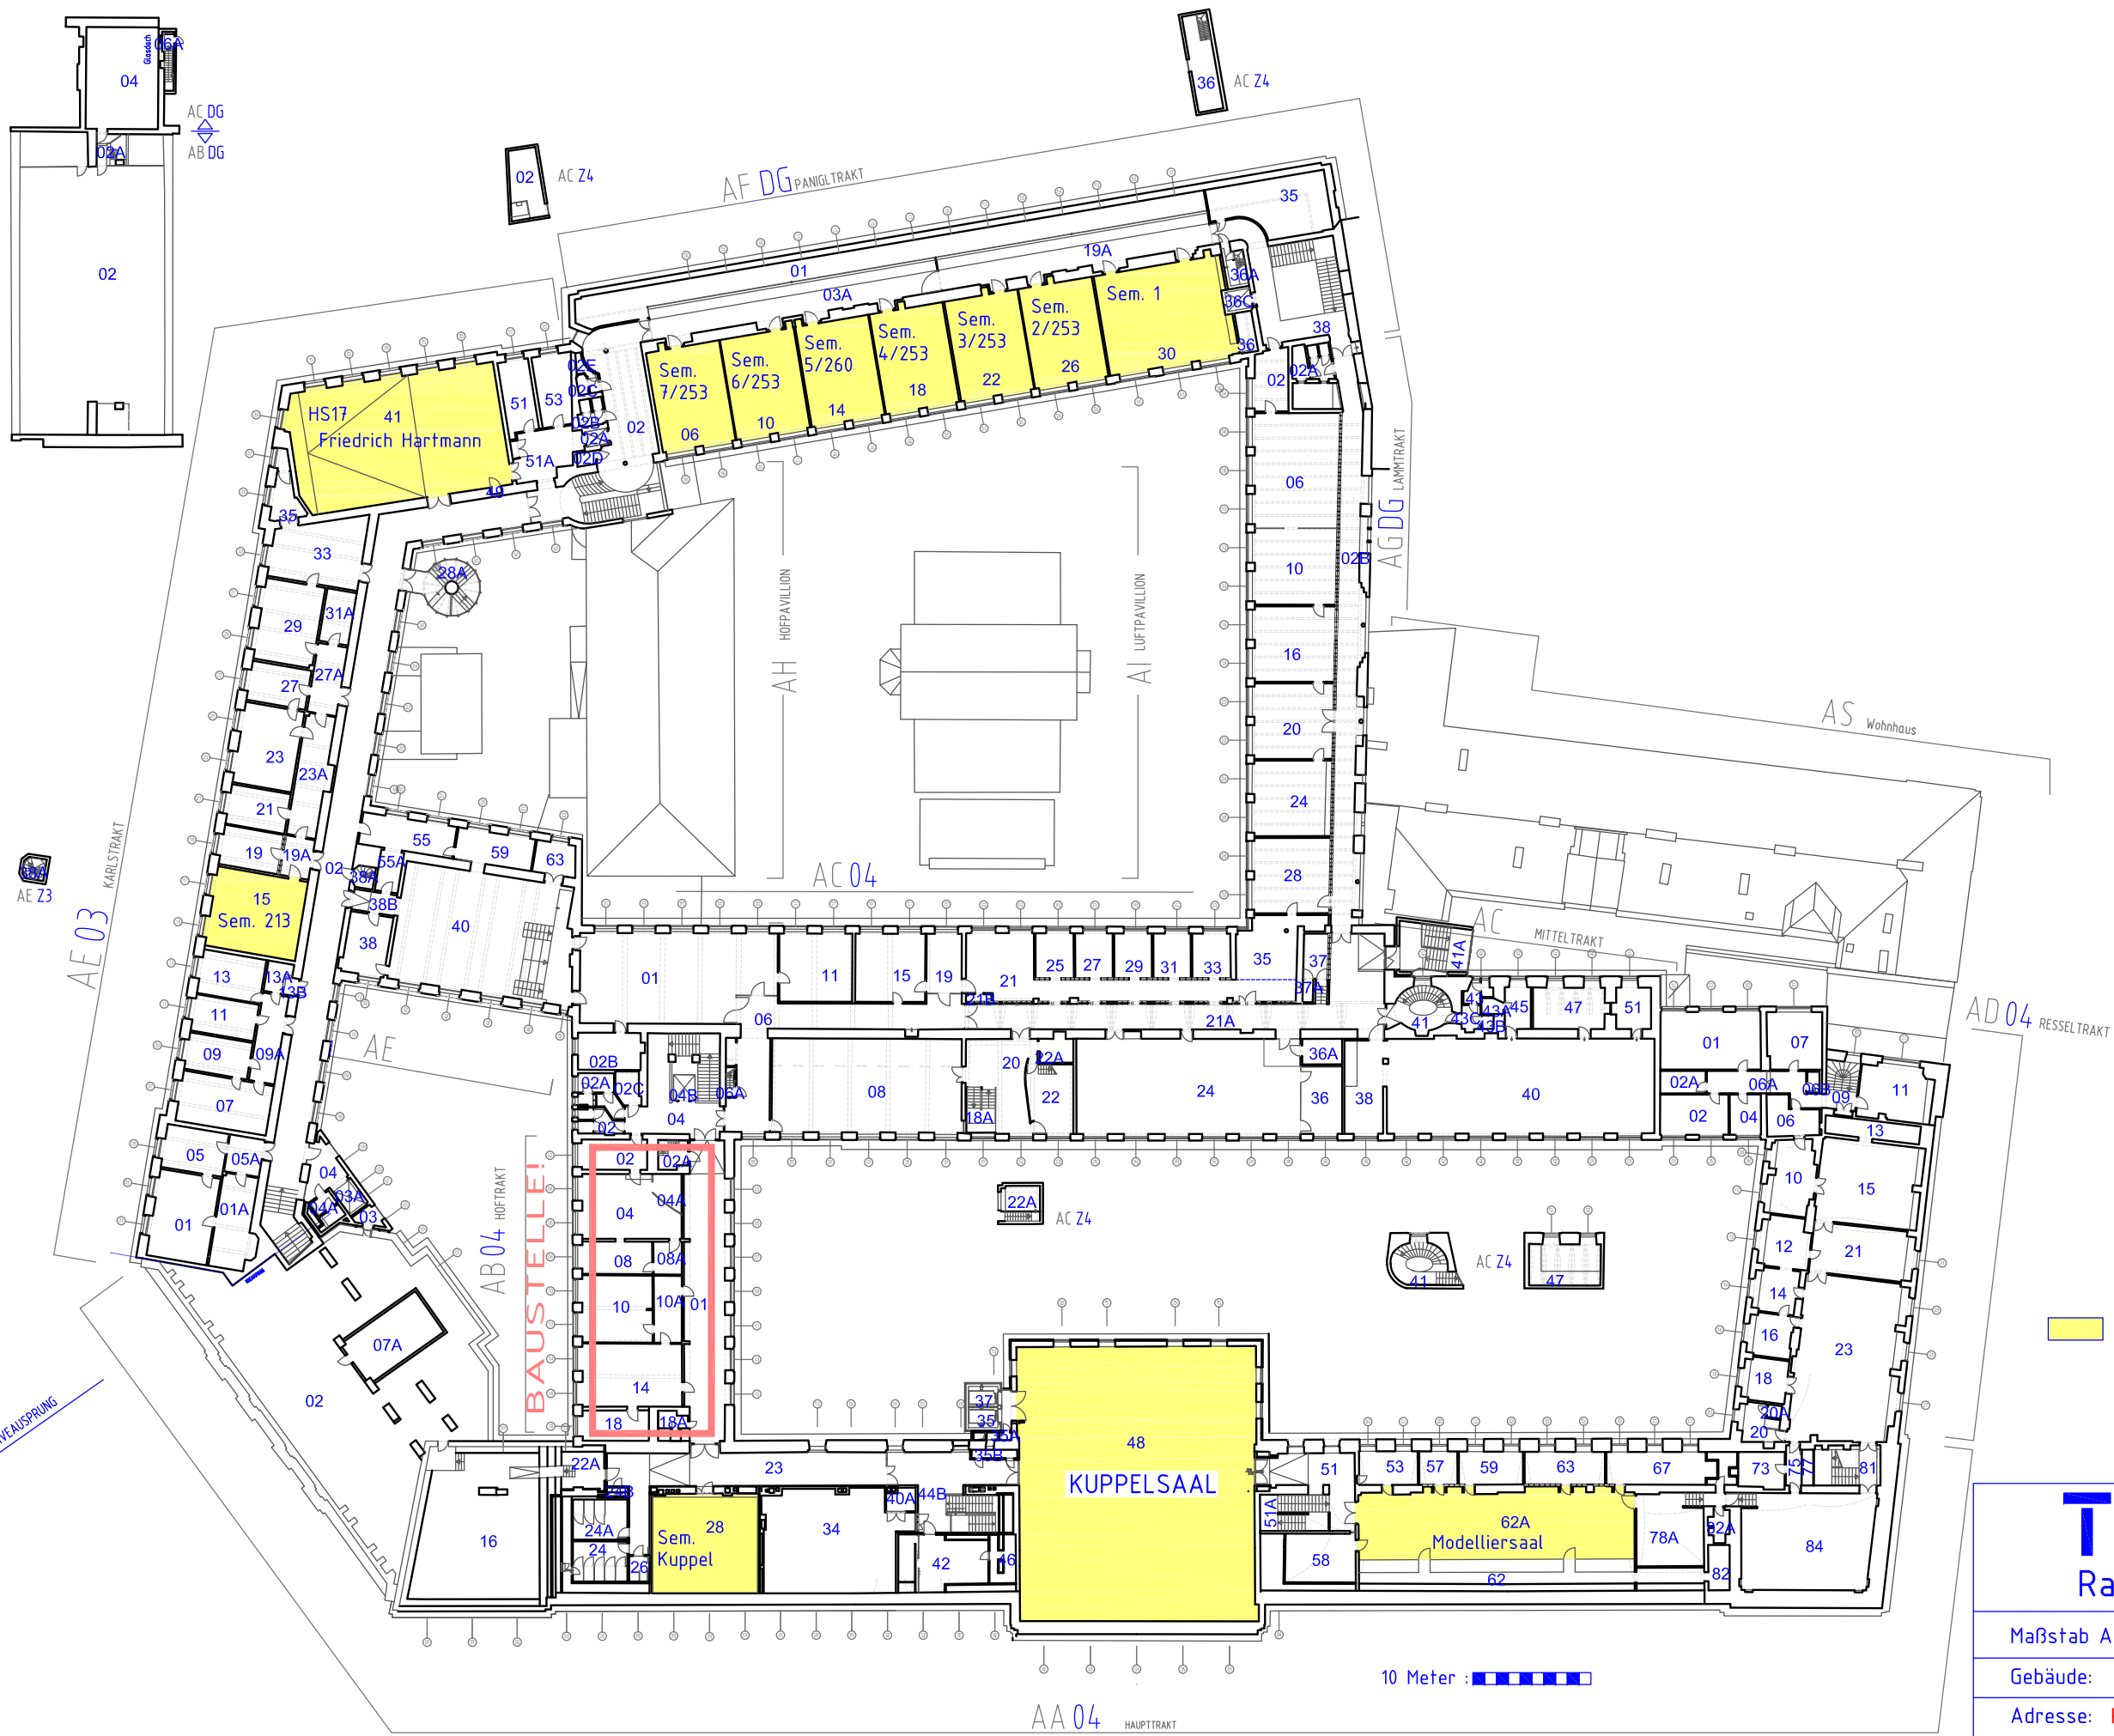 04
Glasdach
06A
AC DG
AB DG
02A
02
02
AC Z4
36
AC Z4
AF DG PANIGLTRAKT
35
01
19A
03A
36A
36C
36
38
Sem. 1
30
Sem.
2/253
26
Sem.
3/253
22
Sem.
4/253
18
Sem.
5/260
14
Sem.
6/253
10
Sem.
7/253
06
02
02E
02C
02B
02A
02D
51
53
51A
49
HS17
41
Friedrich Hartmann
35
33
28A
31A
29
27A
27
23
23A
21
19
19A
02
15
Sem. 213
13
13A
13B
11
09
09A
07
05
05A
04
03A
04A
03
01
01A
AE 03
KARLSTRAKT
38A
AE Z3
55
59
63
55A
38A
38B
38
40
AE
AH HOFPAVILLION
AI LUFTPAVILLION
AC 04
02
02A
06
10
02B
16
20
24
28
AG DG LAMMTRAKT
AS Wohnhaus
AC MITTELTRAKT
AD 04 RESSELTRAKT
01
11
15
19
21
25
27
29
31
33
35
37
37A
21B
21A
06
41A
41
43
43A
43C
43B
45
47
51
02B
02A
02C
02
04B
04
06A
08
20
22A
22
18A
24
36A
36
38
40
01
07
02A
06A
06B
02
04
06
09
11
13
10
15
12
21
14
16
23
18
20A
20
AB 04 HOFTRAKT
BAUSTELLE!
02
02A
04A
04
08
08A
10
10A
01
14
18
18A
22A
AC Z4
41
AC Z4
47
07A
02
NIVEAUSPRUNG
16
22A
24B
24A
24
26
23
28
Sem.
Kuppel
34
40A
44B
42
46
37
35
35A
35B
48
KUPPELSAAL
51
51A
58
53
57
59
63
67
62A
Modelliersaal
62
78A
82A
82
73
75
77
81
84
10 Meter :
AA 04 HAUPTTRAKT
Maßstab A
Gebäude:
Adresse: